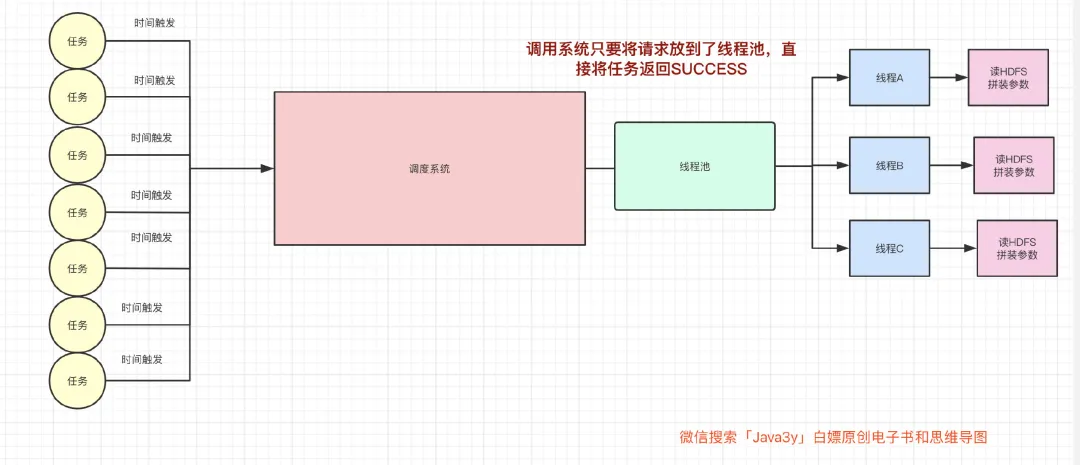 任务
时间触发
任务
时间触发
任务
时间触发
任务
时间触发
任务
时间触发
任务
时间触发
任务
时间触发
调度系统
调用系统只要将请求放到了线程池，直
接将任务返回SUCCESS
线程池
线程A
读HDFS
拼装参数
线程B
读HDFS
拼装参数
线程C
读HDFS
拼装参数
微信搜索「Java3y」白嫖原创电子书和思维导图